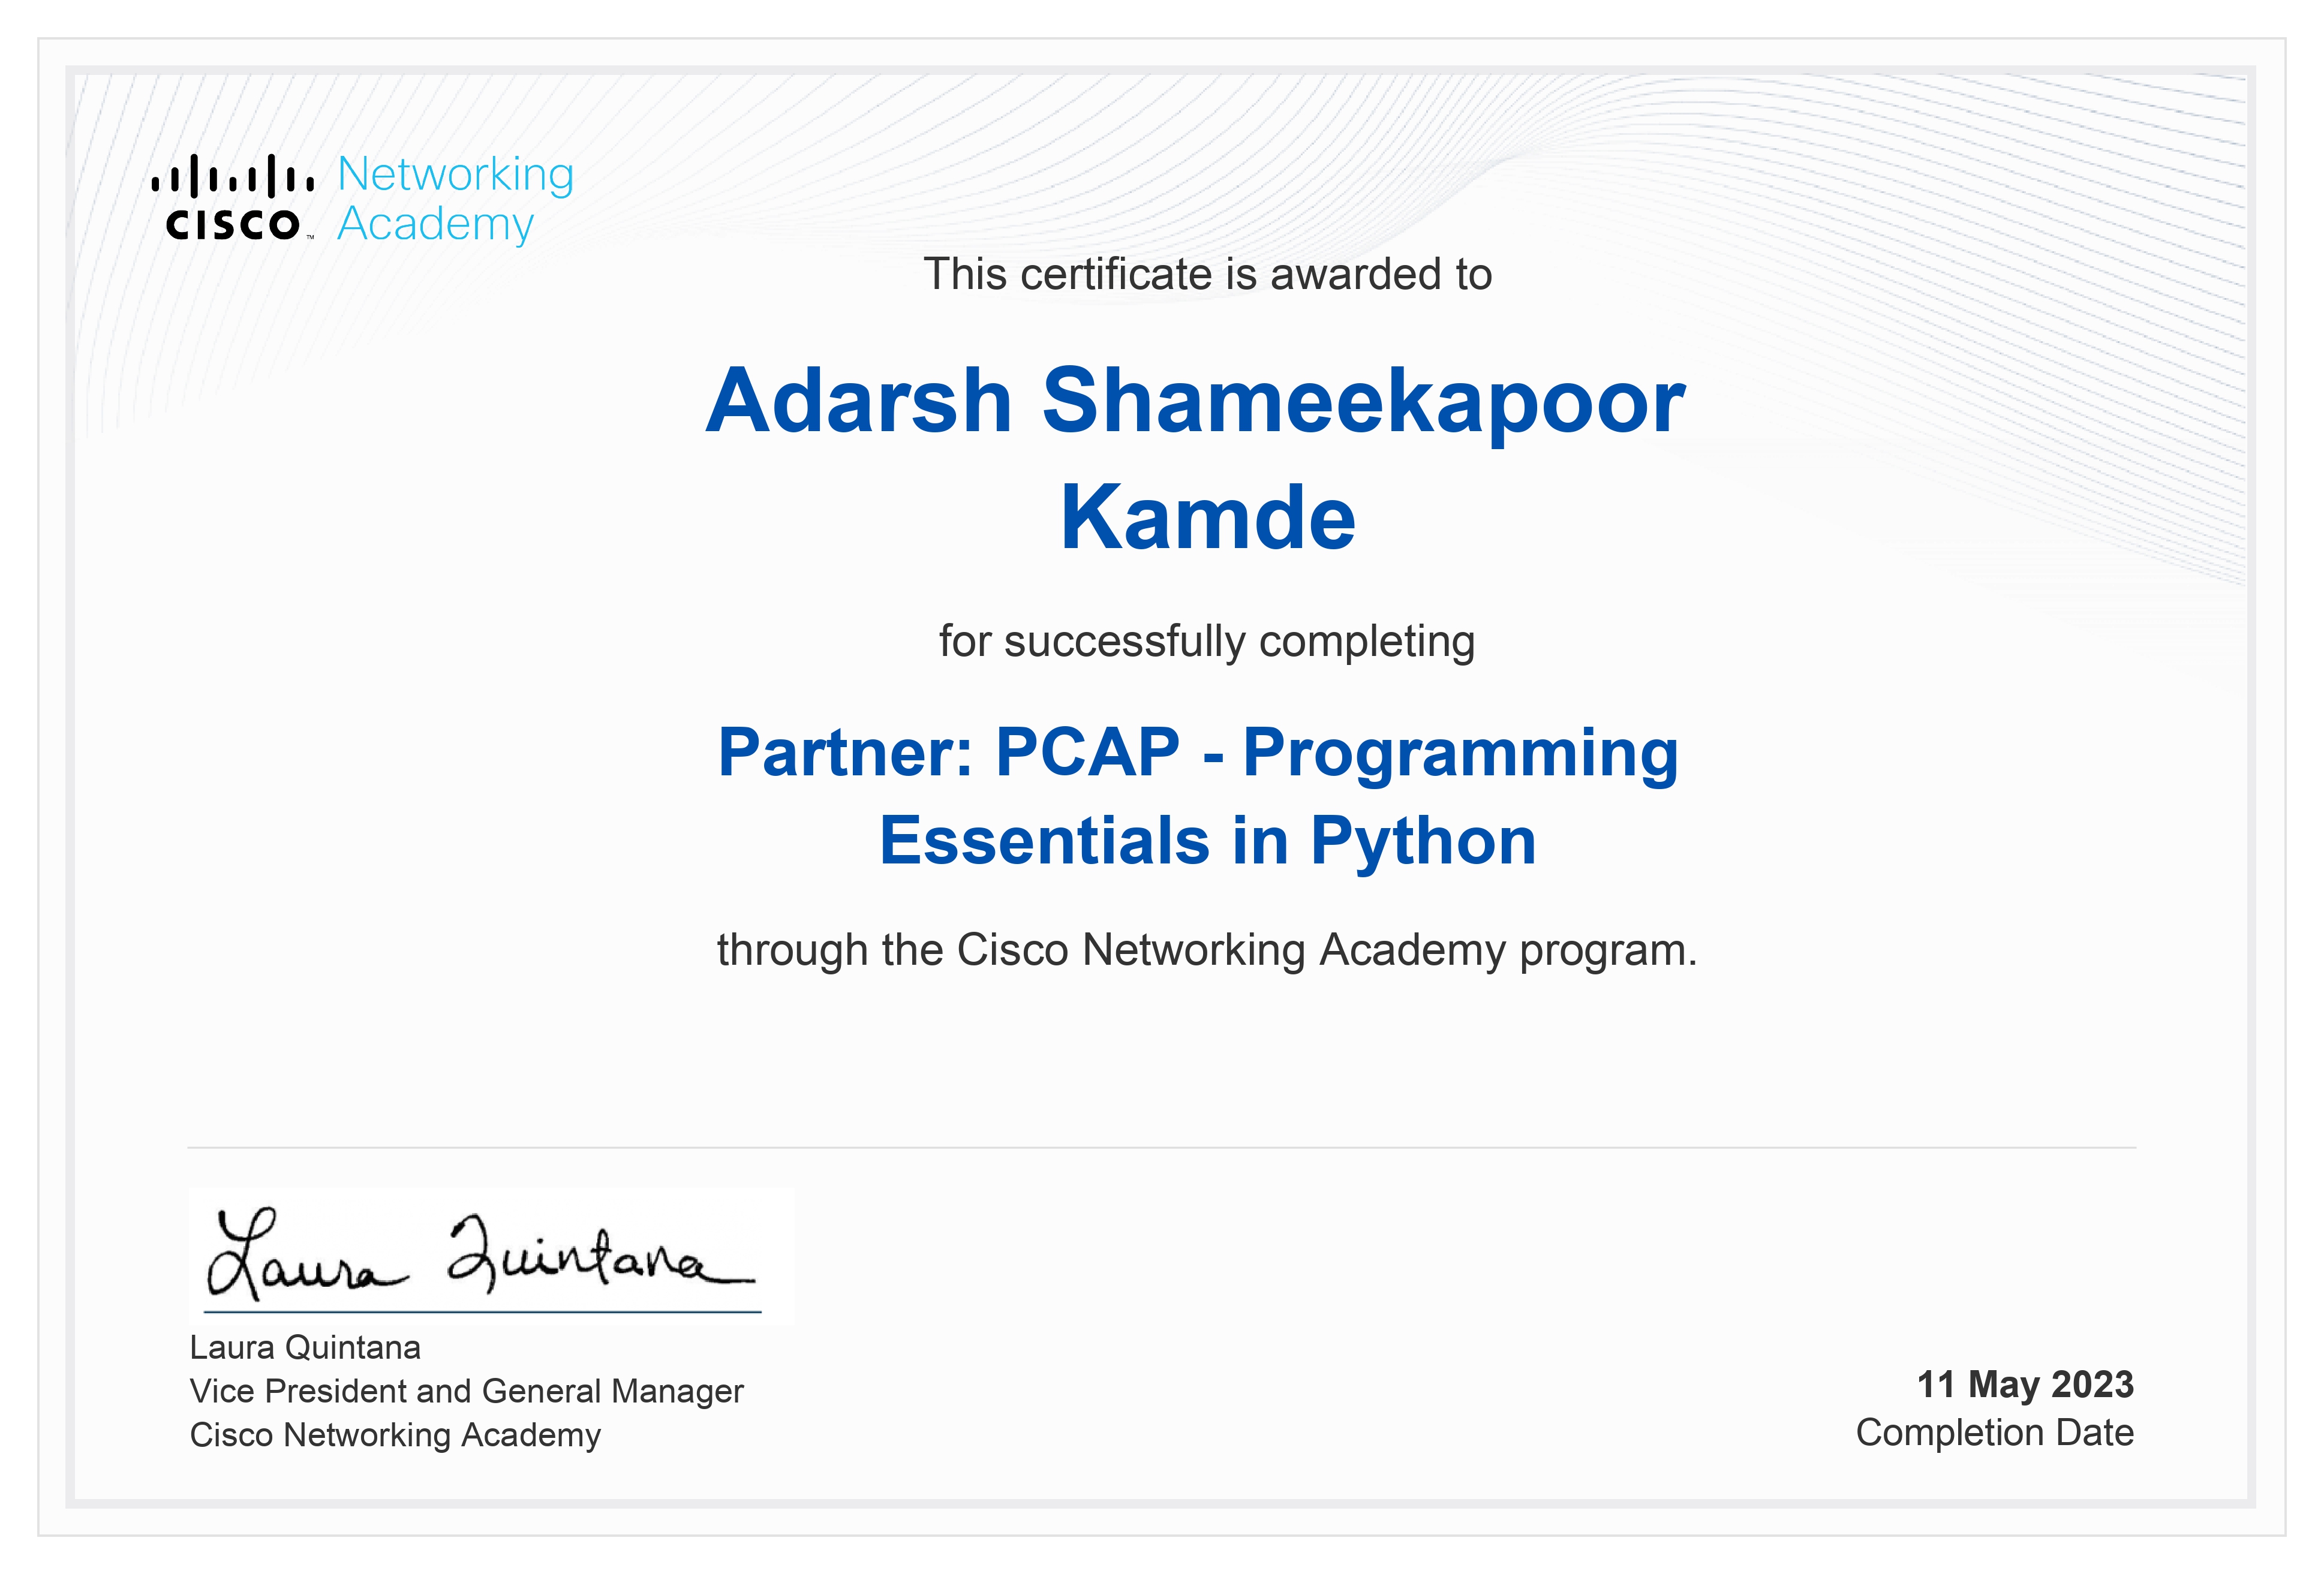 CISCO™ Networking
Academy
This certificate is awarded to
Adarsh Shameekapoor
Kamde
for successfully completing
Partner: PCAP - Programming
Essentials in Python
through the Cisco Networking Academy program.
Laura Quintana
Laura Quintana
Vice President and General Manager
Cisco Networking Academy
11 May 2023
Completion Date